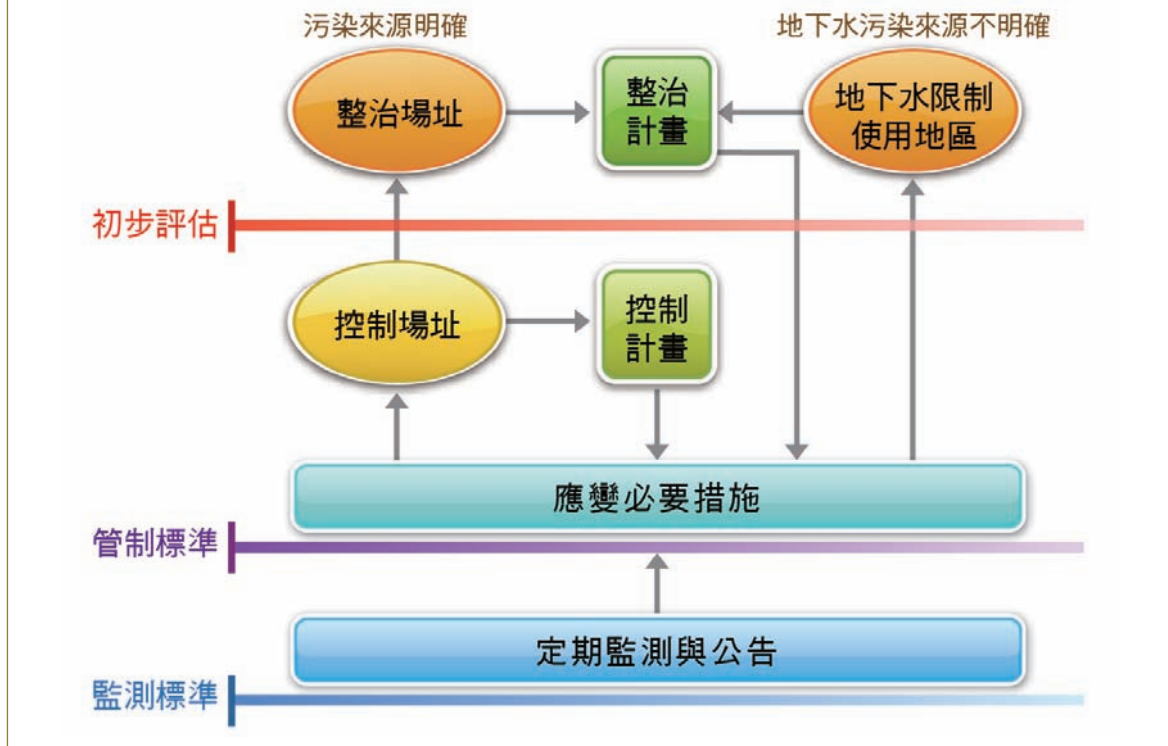 污染來源明確
地下水污染來源不明確
整治場址
整治
計畫
地下水限制
使用地區
初步評估
控制場址
控制
計畫
應變必要措施
管制標準
定期監測與公告
監測標準